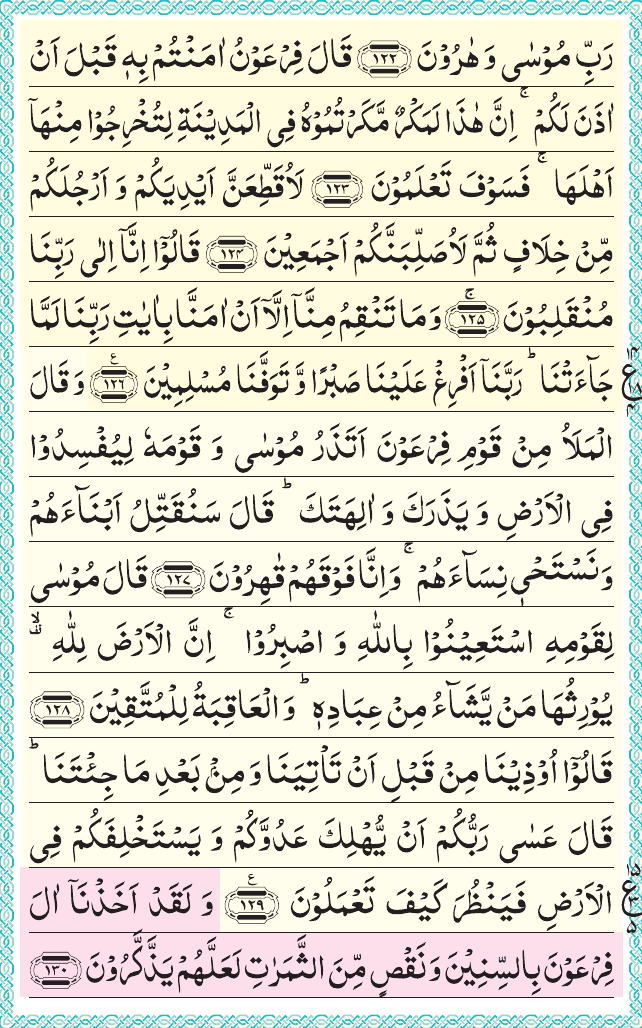 رَبِّ مُوۡسٰى وَ هٰرُوۡنَ ﴿۱۲۲﴾ قَالَ فِرۡعَوۡنُ اٰمَنۡتُمۡ بِهٖ قَبۡلَ اَنۡ
اٰذَنَ لَكُمۡ‌ۚ اِنَّ هٰذَا لَمَكۡرٌ مَّكَرۡتُمُوۡهُ فِى الۡمَدِيۡنَةِ لِتُخۡرِجُوۡا مِنۡهَاۤ
اَهۡلَهَا‌ ۚ فَسَوۡفَ تَعۡلَمُوۡنَ ﴿۱۲۳﴾ لَاُقَطِّعَنَّ اَيۡدِيَكُمۡ وَ اَرۡجُلَكُمۡ
مِّنۡ خِلَافٍ ثُمَّ لَاُصَلِّبَنَّكُمۡ اَجۡمَعِيۡنَ ﴿۱۲۴﴾ قَالُوۡۤا اِنَّاۤ اِلٰى رَبِّنَا
مُنۡقَلِبُوۡنَ‌ۚ ﴿۱۲۵﴾ وَمَا تَنۡقِمُ مِنَّاۤ اِلَّاۤ اَنۡ اٰمَنَّا بِاٰيٰتِ رَبِّنَا لَمَّا
جَآءَتۡنَا‌ ؕ رَبَّنَاۤ اَفۡرِغۡ عَلَيۡنَا صَبۡرًا وَّ تَوَفَّنَا مُسۡلِمِيۡنَ ﴿۱۲۶﴾ وَ قَالَ
الۡمَلَاُ مِنۡ قَوۡمِ فِرۡعَوۡنَ اَتَذَرُ مُوۡسٰى وَ قَوۡمَهٗ لِيُفۡسِدُوۡا
فِى الۡاَرۡضِ وَ يَذَرَكَ وَ اٰلِهَتَكَ‌ ؕ قَالَ سَنُقَتِّلُ اَبۡنَآءَهُمۡ
وَنَسۡتَحۡىٖ نِسَآءَهُمۡ‌ۚ وَاِنَّا فَوۡقَهُمۡ قٰهِرُوۡنَ ﴿۱۲۷﴾ قَالَ مُوۡسٰى
لِقَوۡمِهِ اسۡتَعِيۡنُوۡا بِاللّٰهِ وَ اصۡبِرُوۡا‌ ۚ اِنَّ الۡاَرۡضَ لِلّٰهِ
يُوۡرِثُهَا مَنۡ يَّشَآءُ مِنۡ عِبَادِهٖ‌ ؕ وَالۡعَاقِبَةُ لِلۡمُتَّقِيۡنَ ﴿۱۲۸﴾
قَالُوۡۤا اُوۡذِيۡنَا مِنۡ قَبۡلِ اَنۡ تَاۡتِيَنَا وَمِنۡۢ بَعۡدِ مَا جِئۡتَنَا‌ ؕ
قَالَ عَسٰى رَبُّكُمۡ اَنۡ يُّهۡلِكَ عَدُوَّكُمۡ وَ يَسۡتَخۡلِفَكُمۡ فِى
الۡاَرۡضِ فَيَنۡظُرَ كَيۡفَ تَعۡمَلُوۡنَ ﴿۱۲۹﴾ وَ لَقَدۡ اَخَذۡنَاۤ اٰلَ
فِرۡعَوۡنَ بِالسِّنِيۡنَ وَنَقۡصٍ مِّنَ الثَّمَرٰتِ لَعَلَّهُمۡ يَذَّكَّرُوۡنَ ﴿۱۳۰﴾